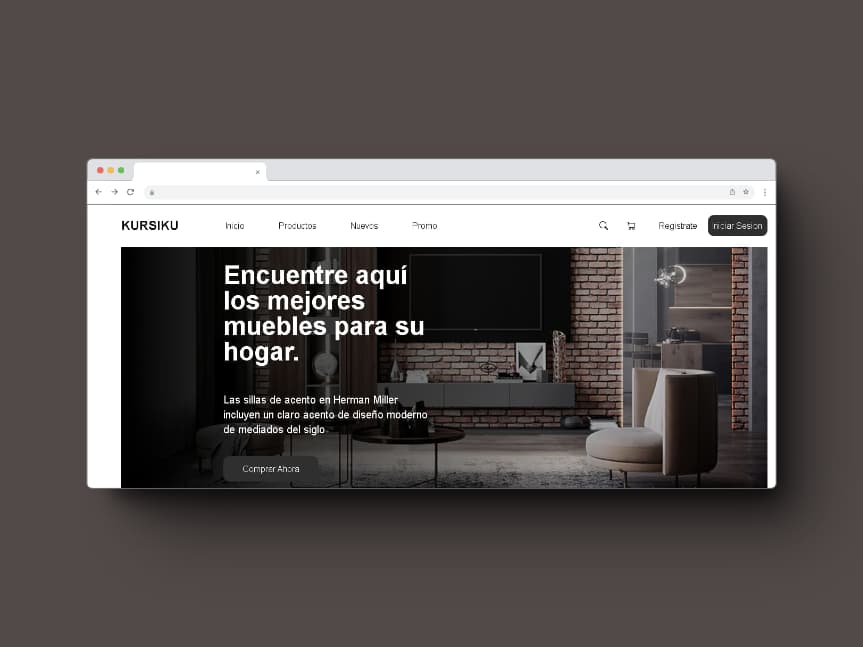 KURSIKU
Inicio
Productos
Nuevos
Promo
Registrate
Iniciar Sesion
Encuentre aquí
los mejores
muebles para su
hogar.
Las sillas de acento en Herman Miller
incluyen un claro acento de diseño moderno
de mediados del siglo
Comprar Ahora